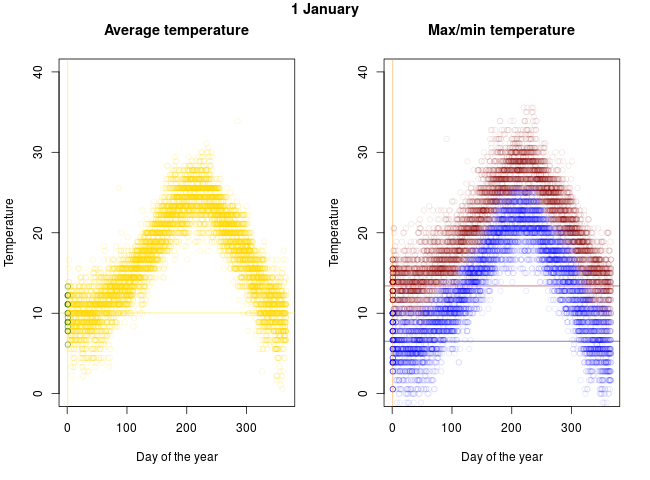 1 January
Average temperature
Max/min temperature
Temperature
0 10 20 30 40
0 100 200 300
Day of the year
Temperature
0 10 20 30 40
0 100 200 300
Day of the year